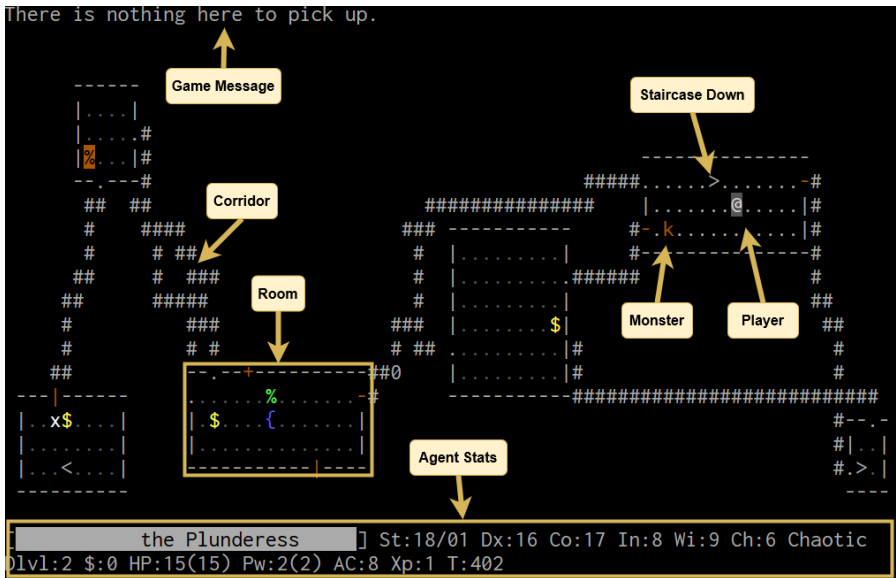 There is nothing here to pick up.
Game Message
Staircase Down
Corridor
Room
Monster
Player
Agent Stats
[ the Plunderess ] St:18/01 Dx:16 Co:17 In:8 Wi:9 Ch:6 Chaotic
Dlvl:2 $:0 HP:15(15) Pw:2(2) AC:8 Xp:1 T:402